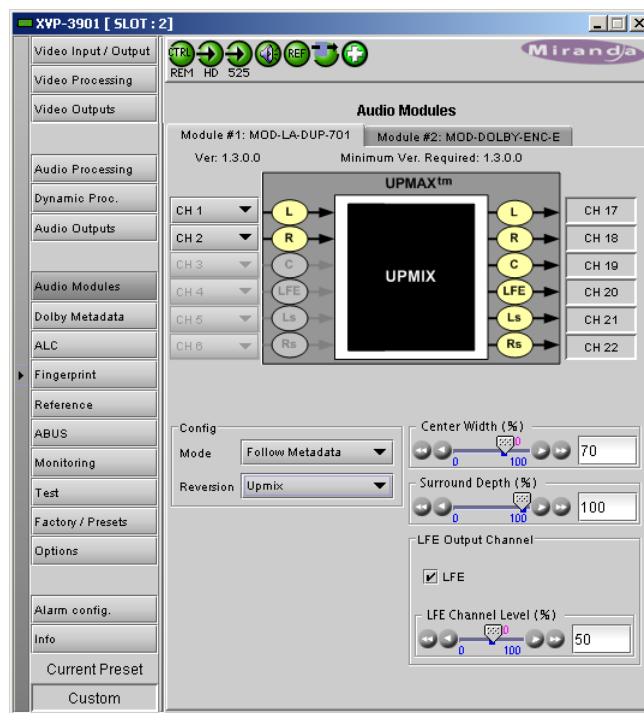 XVP-3901 [ SLOT : 2]
Video Input / Output
Video Processing
Video Outputs
Audio Processing
Dynamic Proc.
Audio Outputs
Audio Modules
Dolby Metadata
ALC
Fingerprint
Reference
ABUS
Monitoring
Test
Factory / Presets
Options
Alarm config.
Info
Current Preset
Custom
CTRL REF
REM HD 525
Miranda
Audio Modules
Module #1: MOD-LA-DUP-701 Module #2: MOD-DOLBY-ENC-E
Ver: 1.3.0.0 Minimum Ver. Required: 1.3.0.0
UPMAXtm
CH 1 L L CH 17
CH 2 R R CH 18
CH 3 C C CH 19
UPMIX
CH 4 LFE LFE CH 20
CH 5 Ls Ls CH 21
CH 6 Rs Rs CH 22
Config
Mode Follow Metadata
Reversion Upmix
Center Width (%)
0 100 70
Surround Depth (%)
0 100 100
LFE Output Channel
LFE
LFE Channel Level (%)
0 100 50